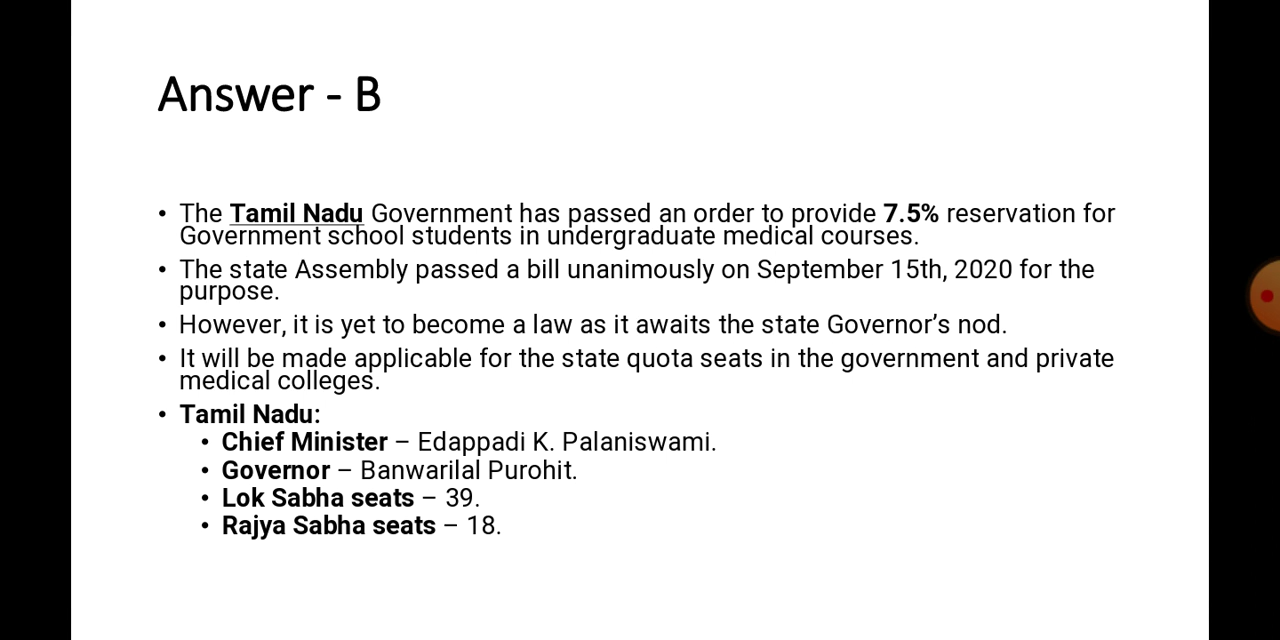 Answer - B
• The Tamil Nadu Government has passed an order to provide 7.5% reservation for
Government school students in undergraduate medical courses.
• The state Assembly passed a bill unanimously on September 15th, 2020 for the
purpose.
• However, it is yet to become a law as it awaits the state Governor’s nod.
• It will be made applicable for the state quota seats in the government and private
medical colleges.
• Tamil Nadu:
• Chief Minister – Edappadi K. Palaniswami.
• Governor – Banwarilal Purohit.
• Lok Sabha seats – 39.
• Rajya Sabha seats – 18.